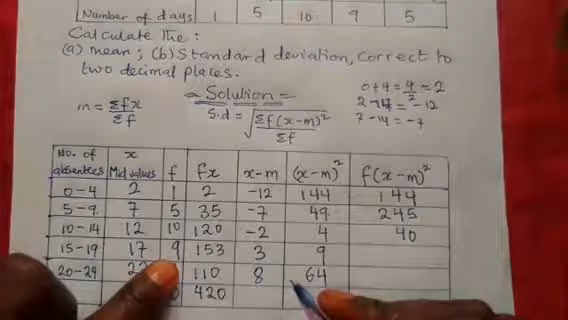 Number of days 1 5 10 9 5
Calculate the:
(a) mean; (b) Standard deviation, correct to
two decimal places.
Solution
0+4 = 4/2 = 2
2-14 = -12
7-14 = -7
m = Σfx/Σf
S.d = √Σf(x-m)²/Σf
No. of absentees x Mid values f Fx x-m (x-m)² f(x-m)²
0-4 2 1 2 -12 144 144
5-9 7 5 35 -7 49 245
10-14 12 10 120 -2 4 40
15-19 17 9 153 3 9
20-24 110 8 64
420